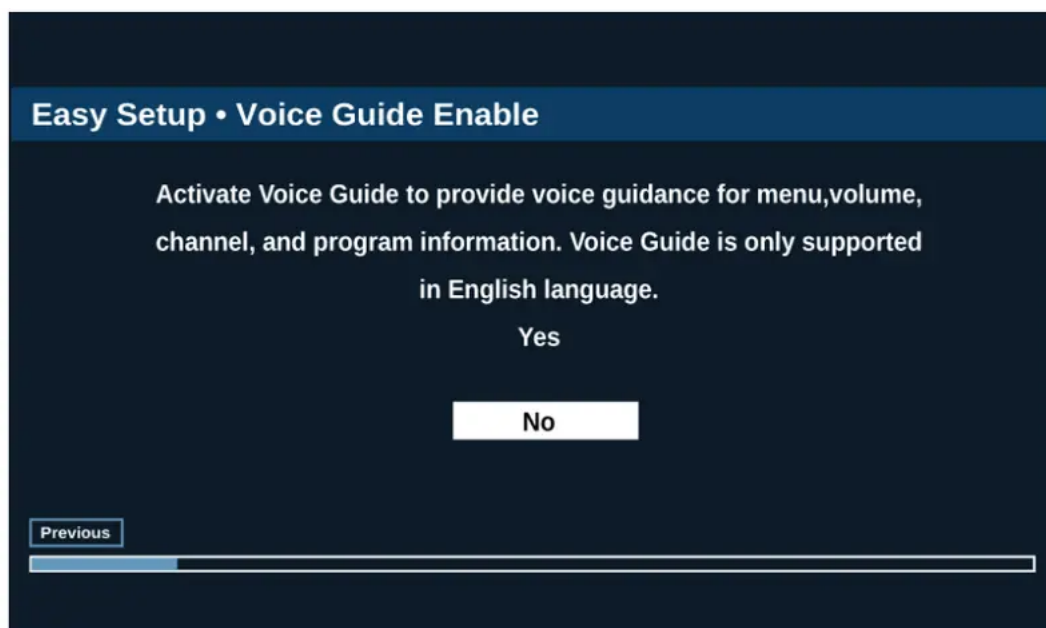 Easy Setup • Voice Guide Enable
Activate Voice Guide to provide voice guidance for menu,volume,
channel, and program information. Voice Guide is only supported
in English language.
Yes
No
Previous